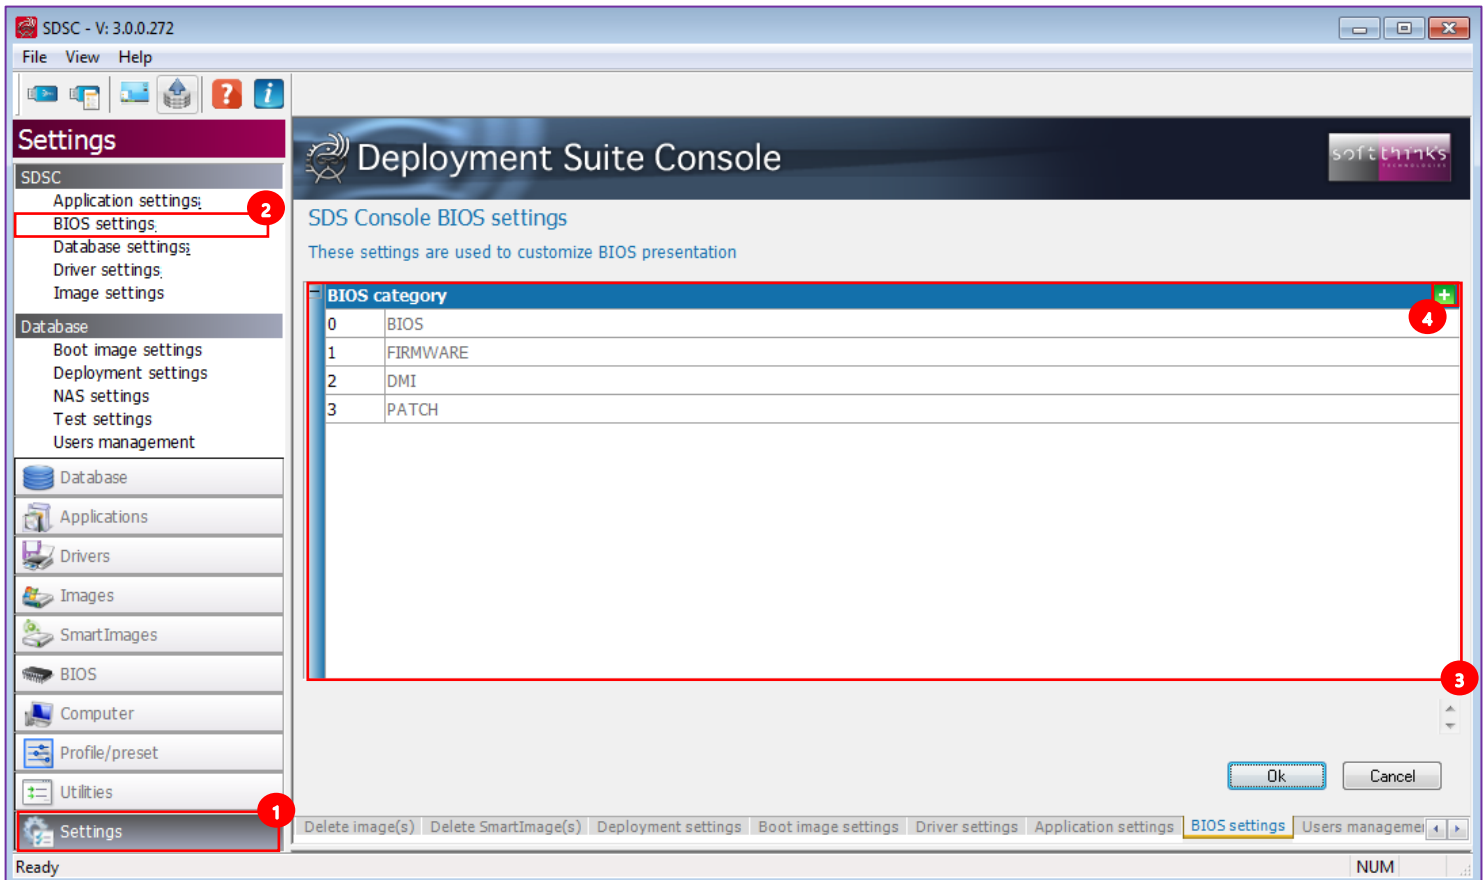 SDSC - V: 3.0.0.272
File View Help
Settings
SDSC
Application settings
BIOS settings
Database settings
Driver settings
Image settings
2
Database
Boot image settings
Deployment settings
NAS settings
Test settings
Users management
Database
Applications
Drivers
Images
SmartImages
BIOS
Computer
Profile/preset
Utilities
1
Settings
Deployment Suite Console
softthinks
TECHNOLOGIES
SDS Console BIOS settings
These settings are used to customize BIOS presentation
BIOS category
4
0 BIOS
1 FIRMWARE
2 DMI
3 PATCH
3
Ok Cancel
Delete image(s) Delete SmartImage(s) Deployment settings Boot image settings Driver settings Application settings BIOS settings Users managemen
Ready NUM